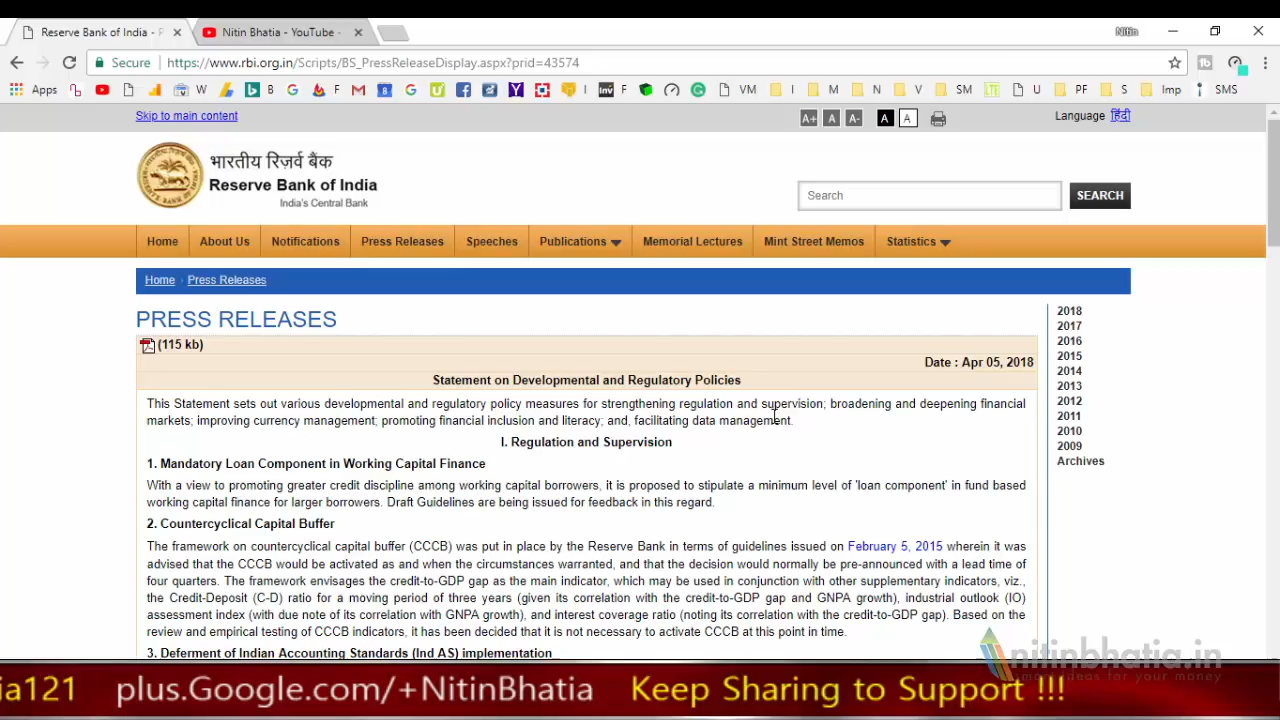 Reserve Bank of India - P
Nitin Bhatia - YouTube -
Nitin
Secure
https://www.rbi.org.in/Scripts/BS_PressReleaseDisplay.aspx?prid=43574
Apps W B F VM I M N V SM U PF S Imp SMS
Skip to main content
A+ A A- A A
Language हिंदी
भारतीय रिज़र्व बैंक
Reserve Bank of India
India's Central Bank
Search
SEARCH
Home About Us Notifications Press Releases Speeches Publications Memorial Lectures Mint Street Memos Statistics
Home › Press Releases
PRESS RELEASES
(115 kb)
Date : Apr 05, 2018
Statement on Developmental and Regulatory Policies
This Statement sets out various developmental and regulatory policy measures for strengthening regulation and supervision; broadening and deepening financial
markets; improving currency management; promoting financial inclusion and literacy; and, facilitating data management.
I. Regulation and Supervision
1. Mandatory Loan Component in Working Capital Finance
With a view to promoting greater credit discipline among working capital borrowers, it is proposed to stipulate a minimum level of 'loan component' in fund based
working capital finance for larger borrowers. Draft Guidelines are being issued for feedback in this regard.
2. Countercyclical Capital Buffer
The framework on countercyclical capital buffer (CCCB) was put in place by the Reserve Bank in terms of guidelines issued on February 5, 2015 wherein it was
advised that the CCCB would be activated as and when the circumstances warranted, and that the decision would normally be pre-announced with a lead time of
four quarters. The framework envisages the credit-to-GDP gap as the main indicator, which may be used in conjunction with other supplementary indicators, viz.,
the Credit-Deposit (C-D) ratio for a moving period of three years (given its correlation with the credit-to-GDP gap and GNPA growth), industrial outlook (IO)
assessment index (with due note of its correlation with GNPA growth), and interest coverage ratio (noting its correlation with the credit-to-GDP gap). Based on the
review and empirical testing of CCCB indicators, it has been decided that it is not necessary to activate CCCB at this point in time.
3. Deferment of Indian Accounting Standards (Ind AS) implementation
2018
2017
2016
2015
2014
2013
2012
2011
2010
2009
Archives
nitinbhatia.in
ia121 plus.Google.com/+NitinBhatia Keep Sharing to Support !!!